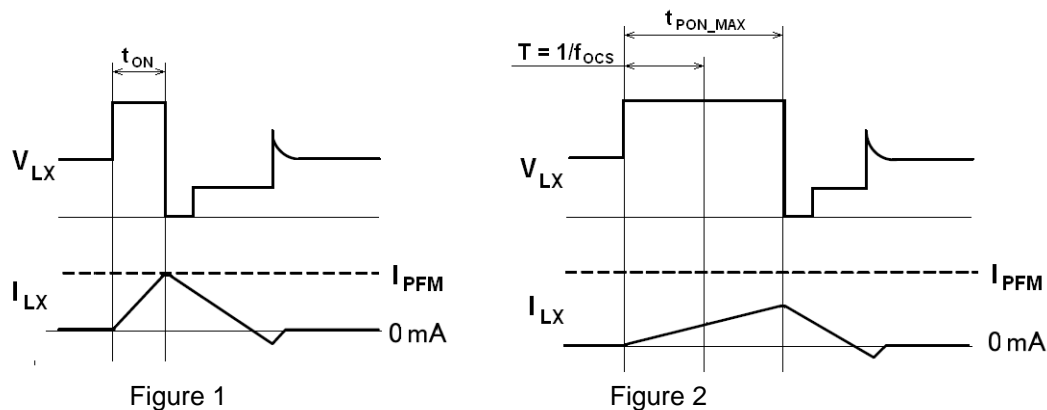 tON
VLX
ILX
IPFM
0 mA
Figure 1
tPON_MAX
T = 1/fOCS
VLX
ILX
IPFM
0 mA
Figure 2